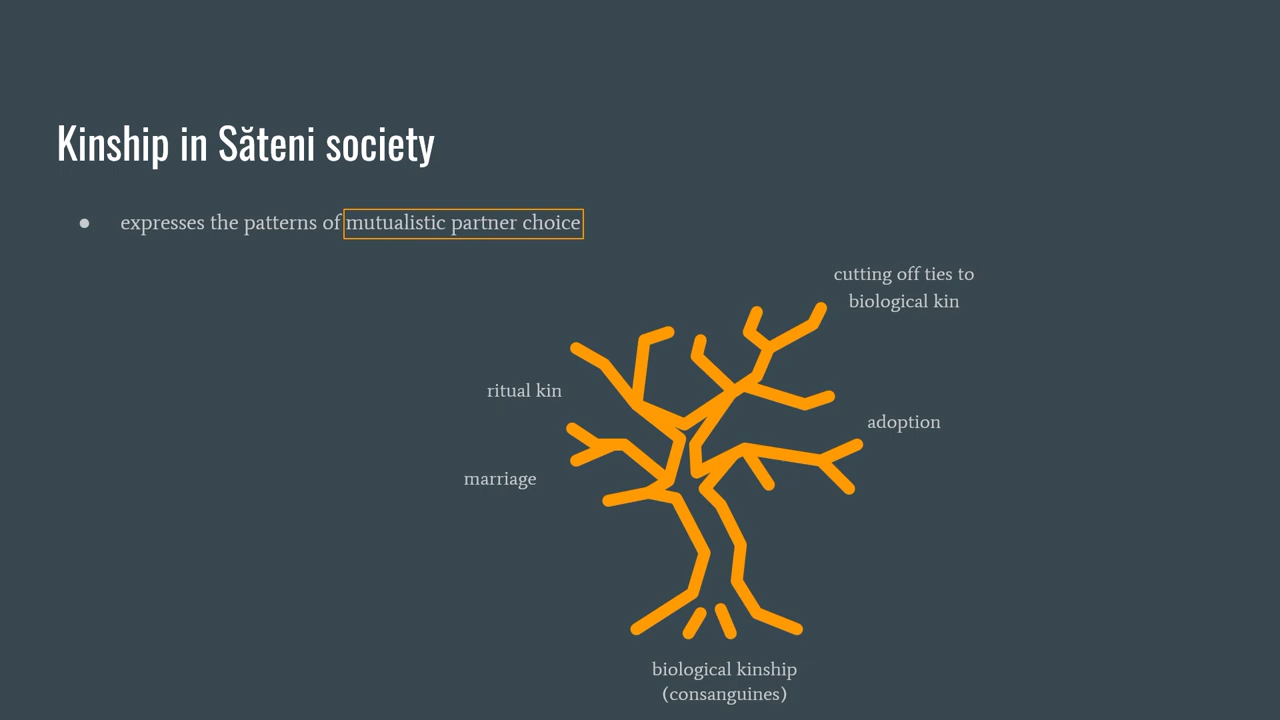 Kinship in Săteni society
● expresses the patterns of mutualistic partner choice
cutting off ties to
biological kin
ritual kin
adoption
marriage
biological kinship
(consanguines)